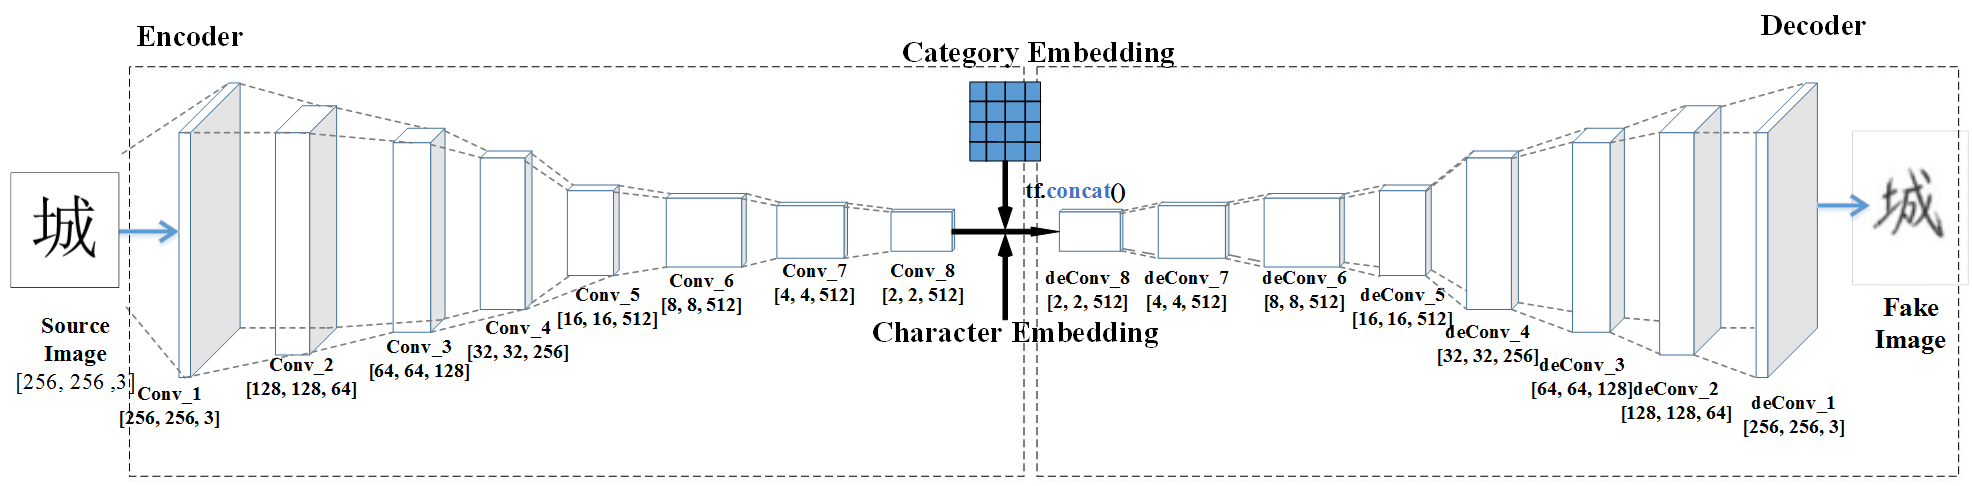 Encoder
Decoder
Category Embedding
tf.concat()
城
城
Source
Image
[256, 256 ,3]
Conv_1
[256, 256, 3]
Conv_2
[128, 128, 64]
Conv_3
[64, 64, 128]
Conv_4
[32, 32, 256]
Conv_5
[16, 16, 512]
Conv_6
[8, 8, 512]
Conv_7
[4, 4, 512]
Conv_8
[2, 2, 512]
Character Embedding
deConv_8
[2, 2, 512]
deConv_7
[4, 4, 512]
deConv_6
[8, 8, 512]
deConv_5
[16, 16, 512]
deConv_4
[32, 32, 256]
deConv_3
[64, 64, 128]
deConv_2
[128, 128, 64]
deConv_1
[256, 256, 3]
Fake
Image